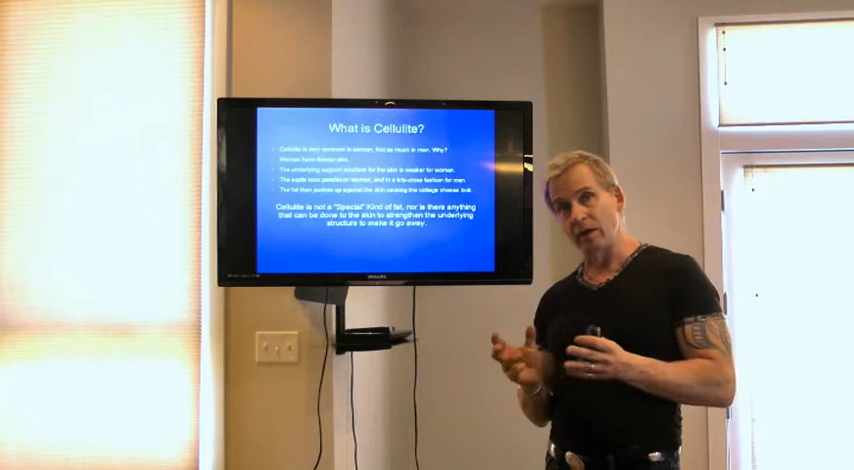 What is Cellulite?
- Cellulite is very common in women. Not so much in men. Why?
- Women have thinner skin.
- The underlying support structure for the skin is weaker for women.
- The septa runs parallel on women, and in a criss-cross fashion for men.
- The fat then pushes up against the skin causing the cottage cheese look.
Cellulite is not a "Special" Kind of fat, nor is there anything
that can be done to the skin to strengthen the underlying
structure to make it go away.
PHILIPS